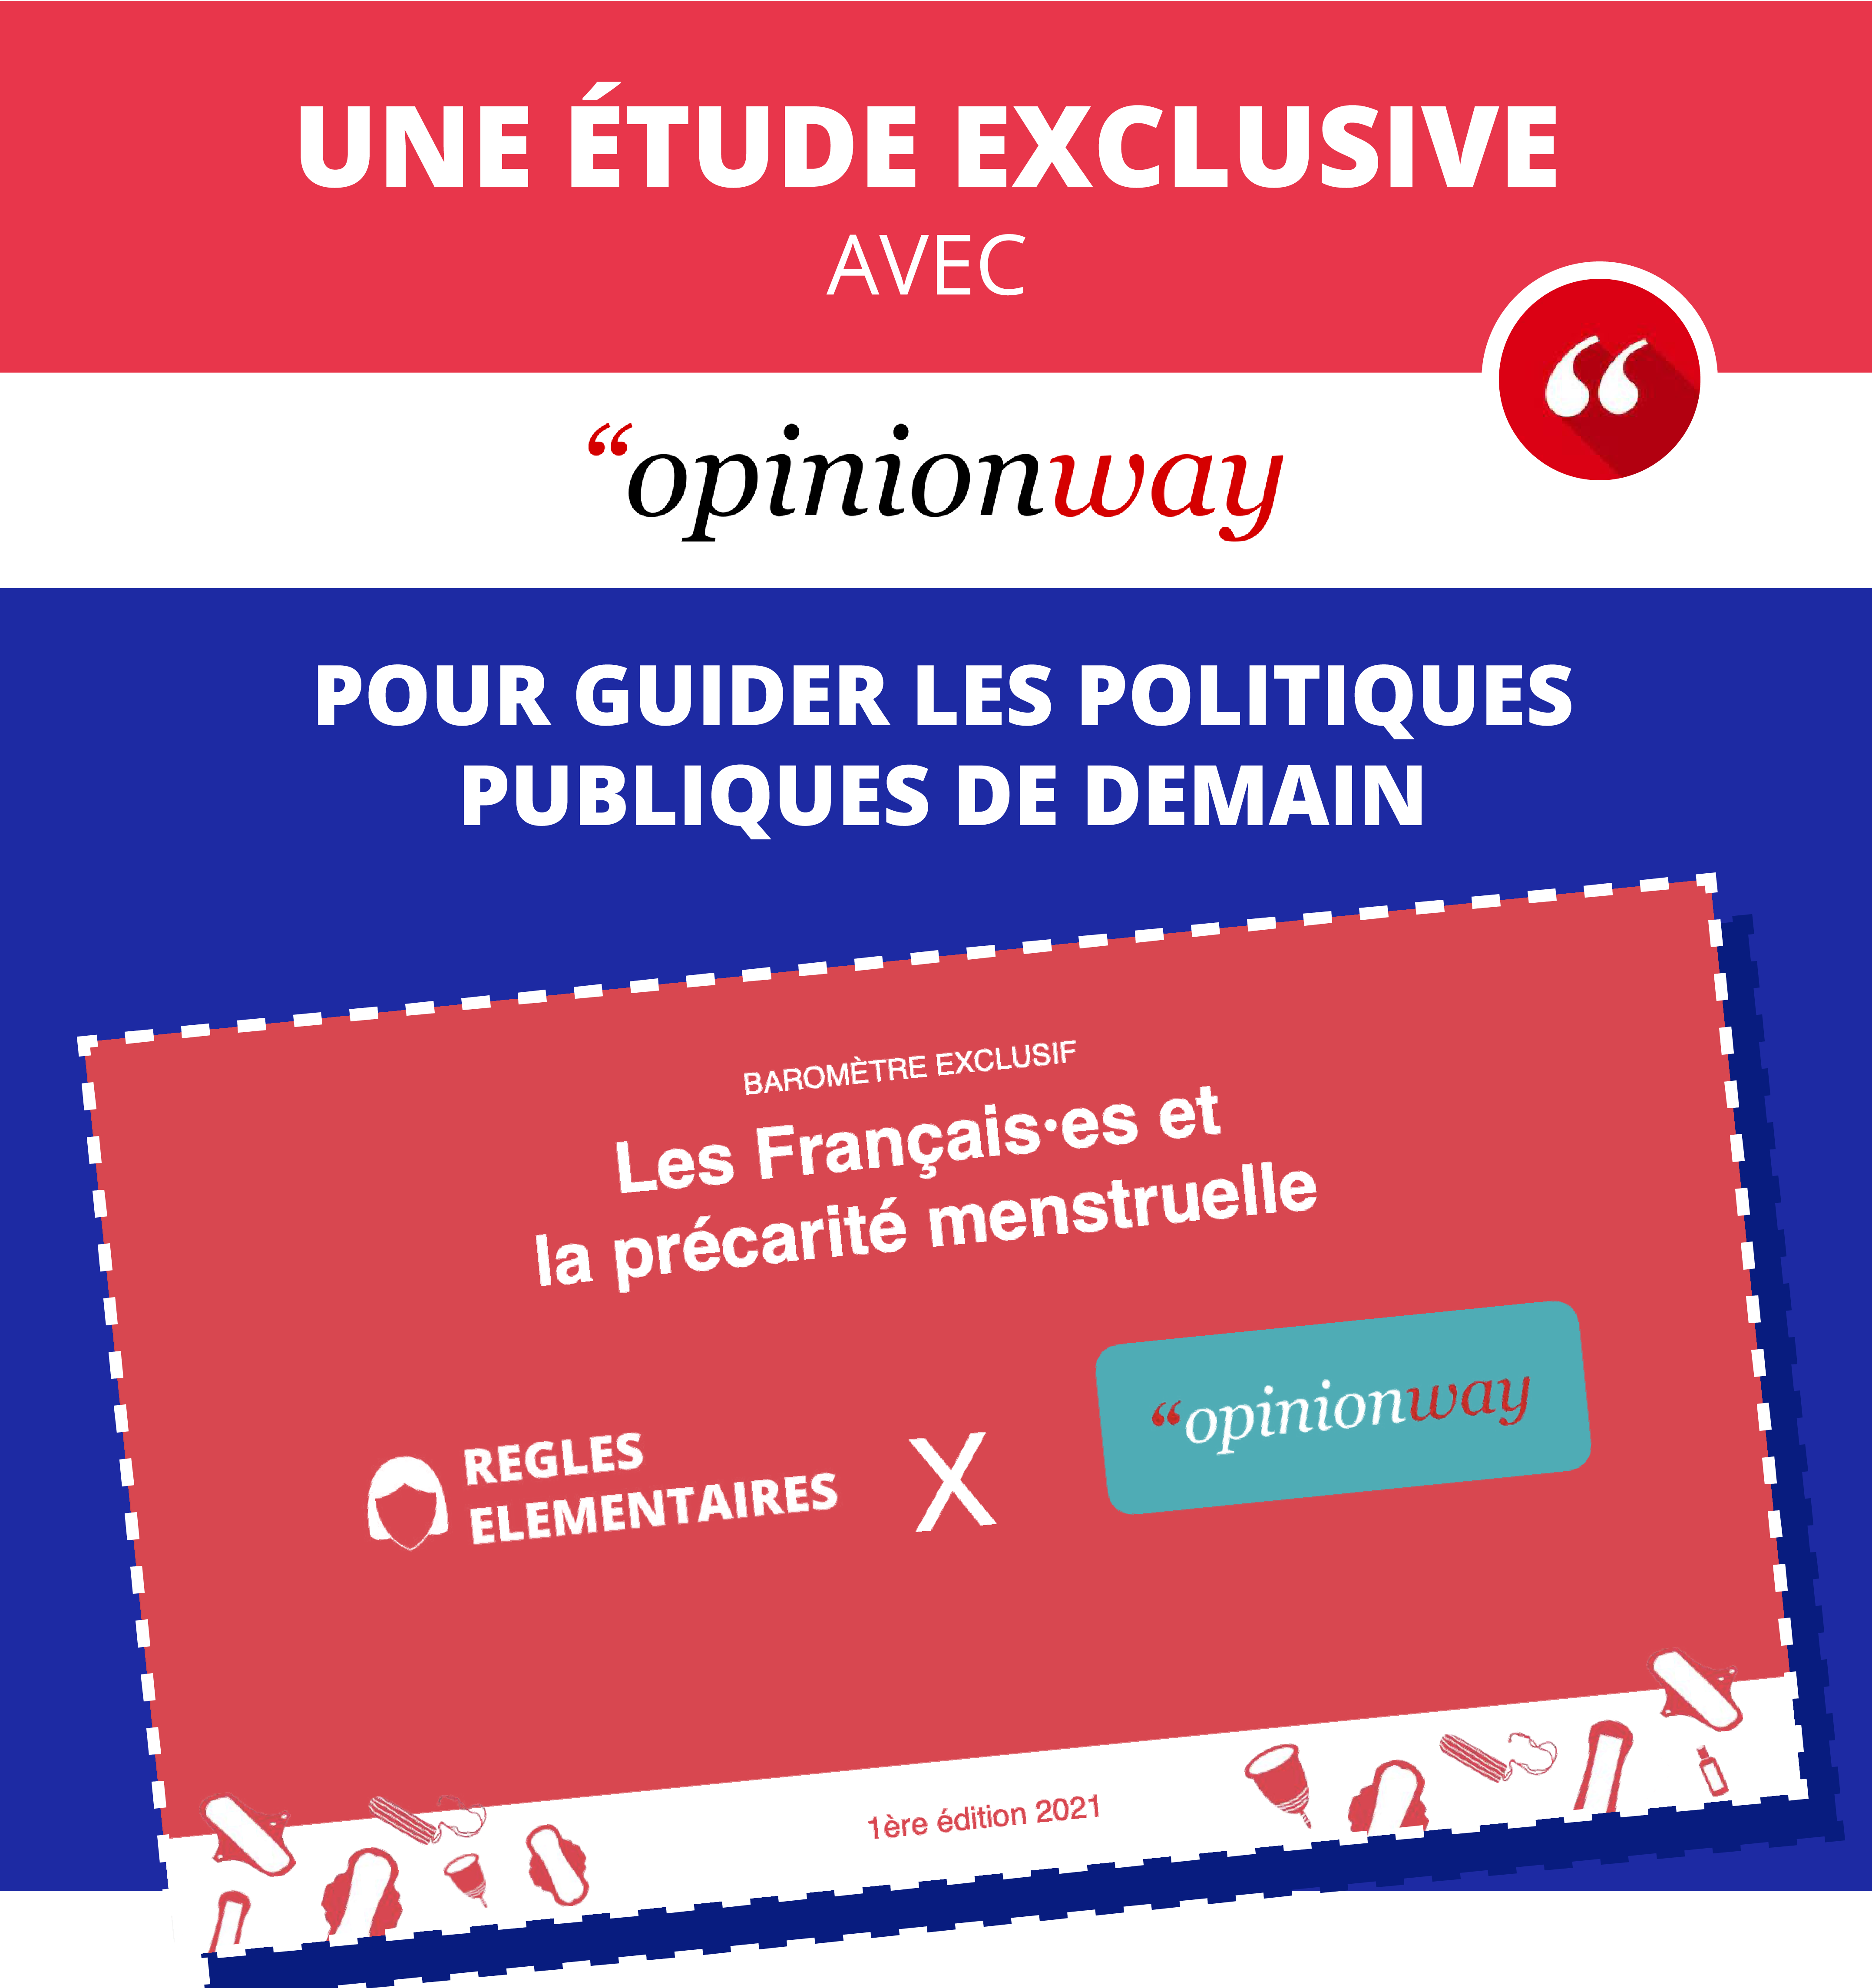 UNE ÉTUDE EXCLUSIVE
AVEC
“opinionway
POUR GUIDER LES POLITIQUES
PUBLIQUES DE DEMAIN
BAROMÈTRE EXCLUSIF
Les Français·es et
la précarité menstruelle
REGLES
ELEMENTAIRES
X
“opinionway
1ère édition 2021